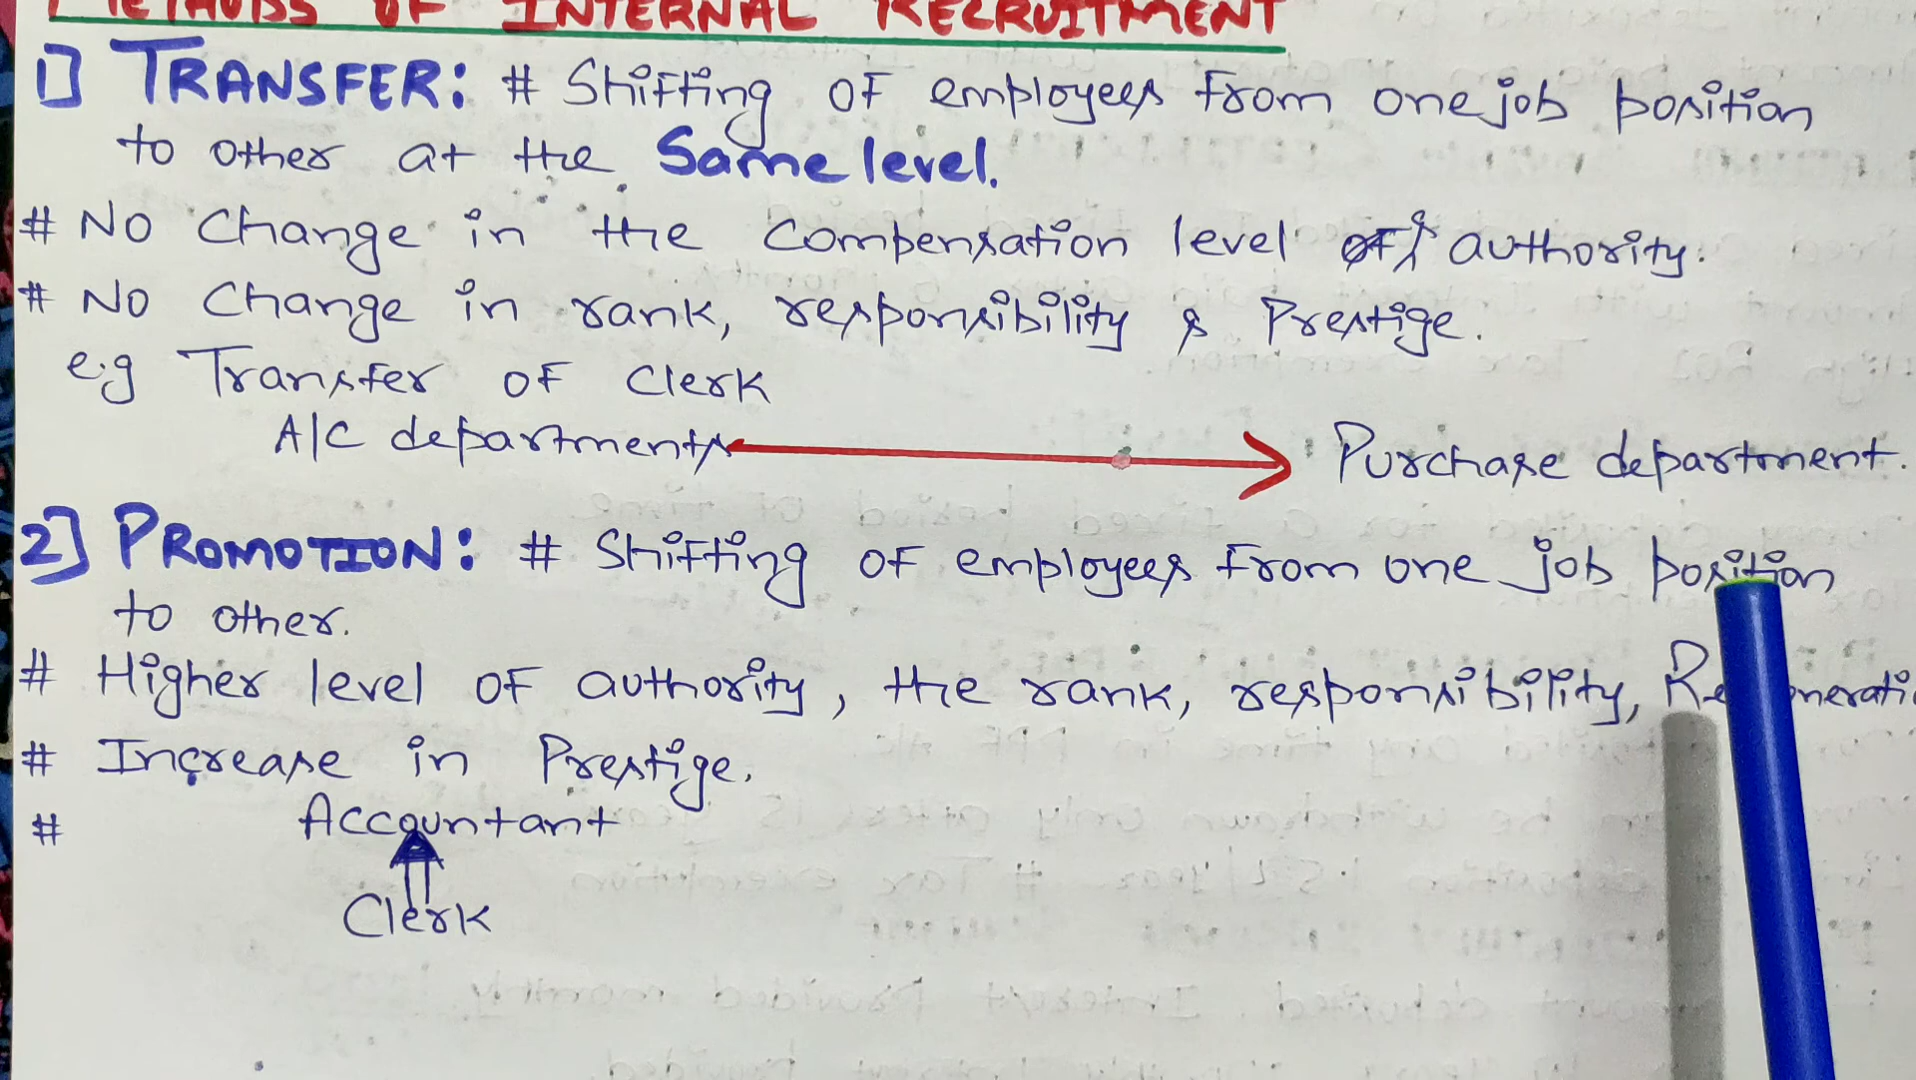 METHODS OF INTERNAL RECRUITMENT
1] TRANSFER: # Shifting of employees from one job position
to other at the Same level.
# No change in the compensation level & authority.
# No change in rank, responsibility & Prestige.
e.g Transfer of clerk
A/C departments Purchase department.
2] PROMOTION: # Shifting of employees from one job position
to other.
# Higher level of authority, the rank, responsibility,
# Increase in Prestige.
# Accountant
Clerk